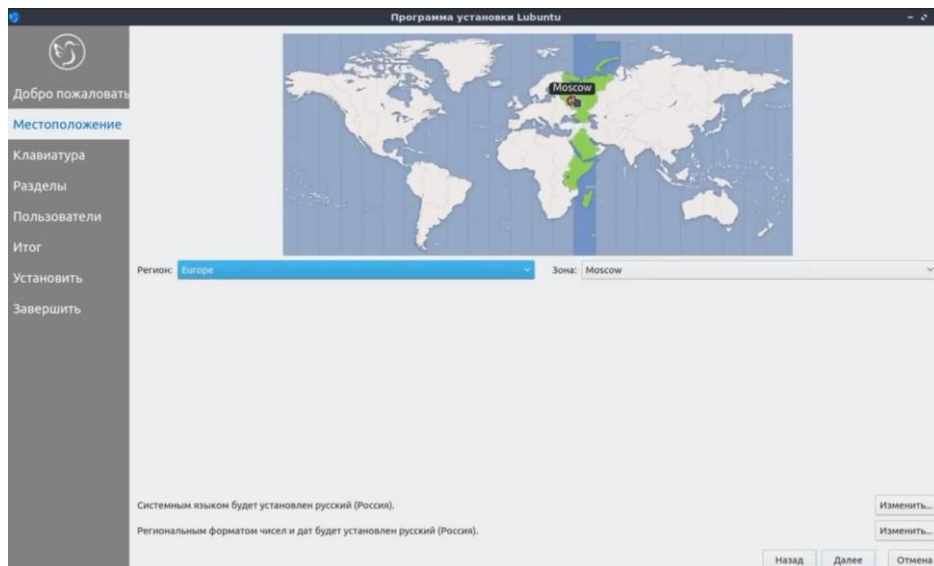 Программа установки Lubuntu
Добро пожаловать
Местоположение
Клавиатура
Разделы
Пользователи
Итог
Установить
Завершить
Moscow
Регион: Europe
Зона: Moscow
Системным языком будет установлен русский (Россия).
Изменить...
Региональным форматом чисел и дат будет установлен русский (Россия).
Изменить...
Назад
Далее
Отмена